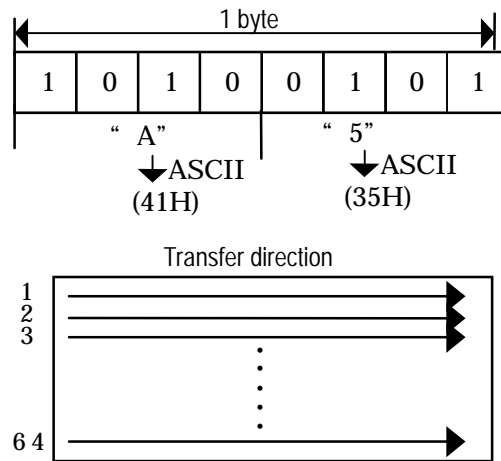 1 byte
1 0 1 0 0 1 0 1
“ A” “ 5”
ASCII ASCII
(41H) (35H)
Transfer direction
1
2
3
6 4